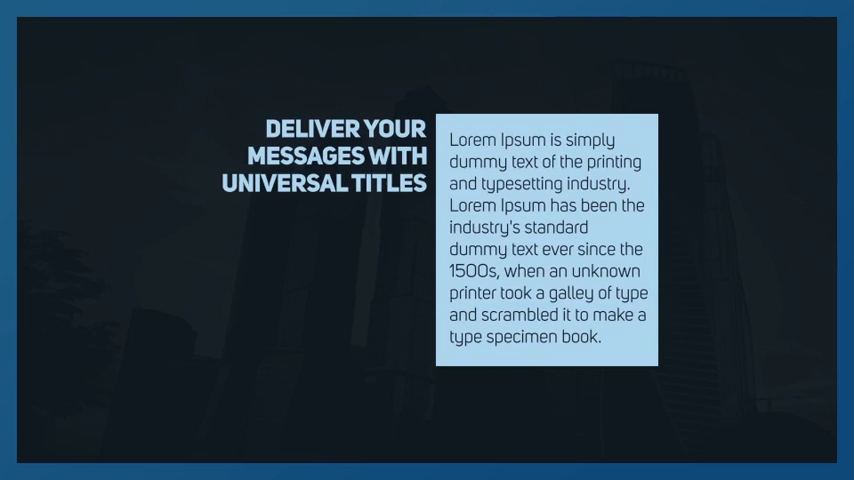 DELIVER YOUR
MESSAGES WITH
UNIVERSAL TITLES
Lorem Ipsum is simply
dummy text of the printing
and typesetting industry.
Lorem Ipsum has been the
industry's standard
dummy text ever since the
1500s, when an unknown
printer took a galley of type
and scrambled it to make a
type specimen book.